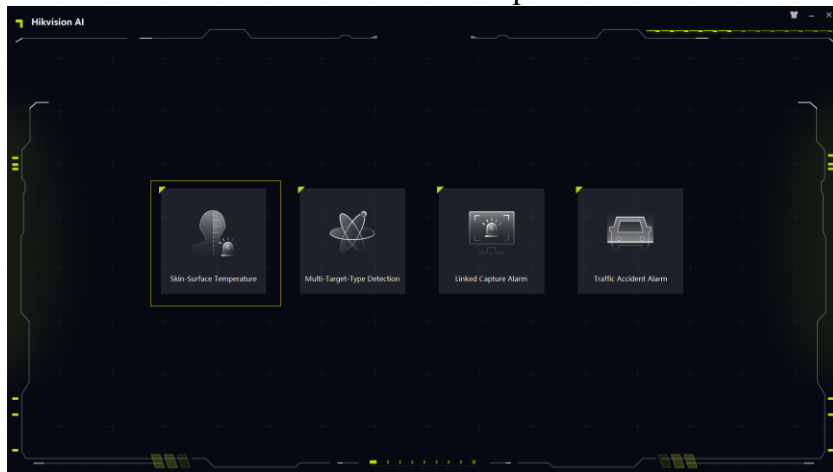 Hikvision AI
Skin-Surface Temperature
Multi-Target-Type Detection
Linked Capture Alarm
Traffic Accident Alarm